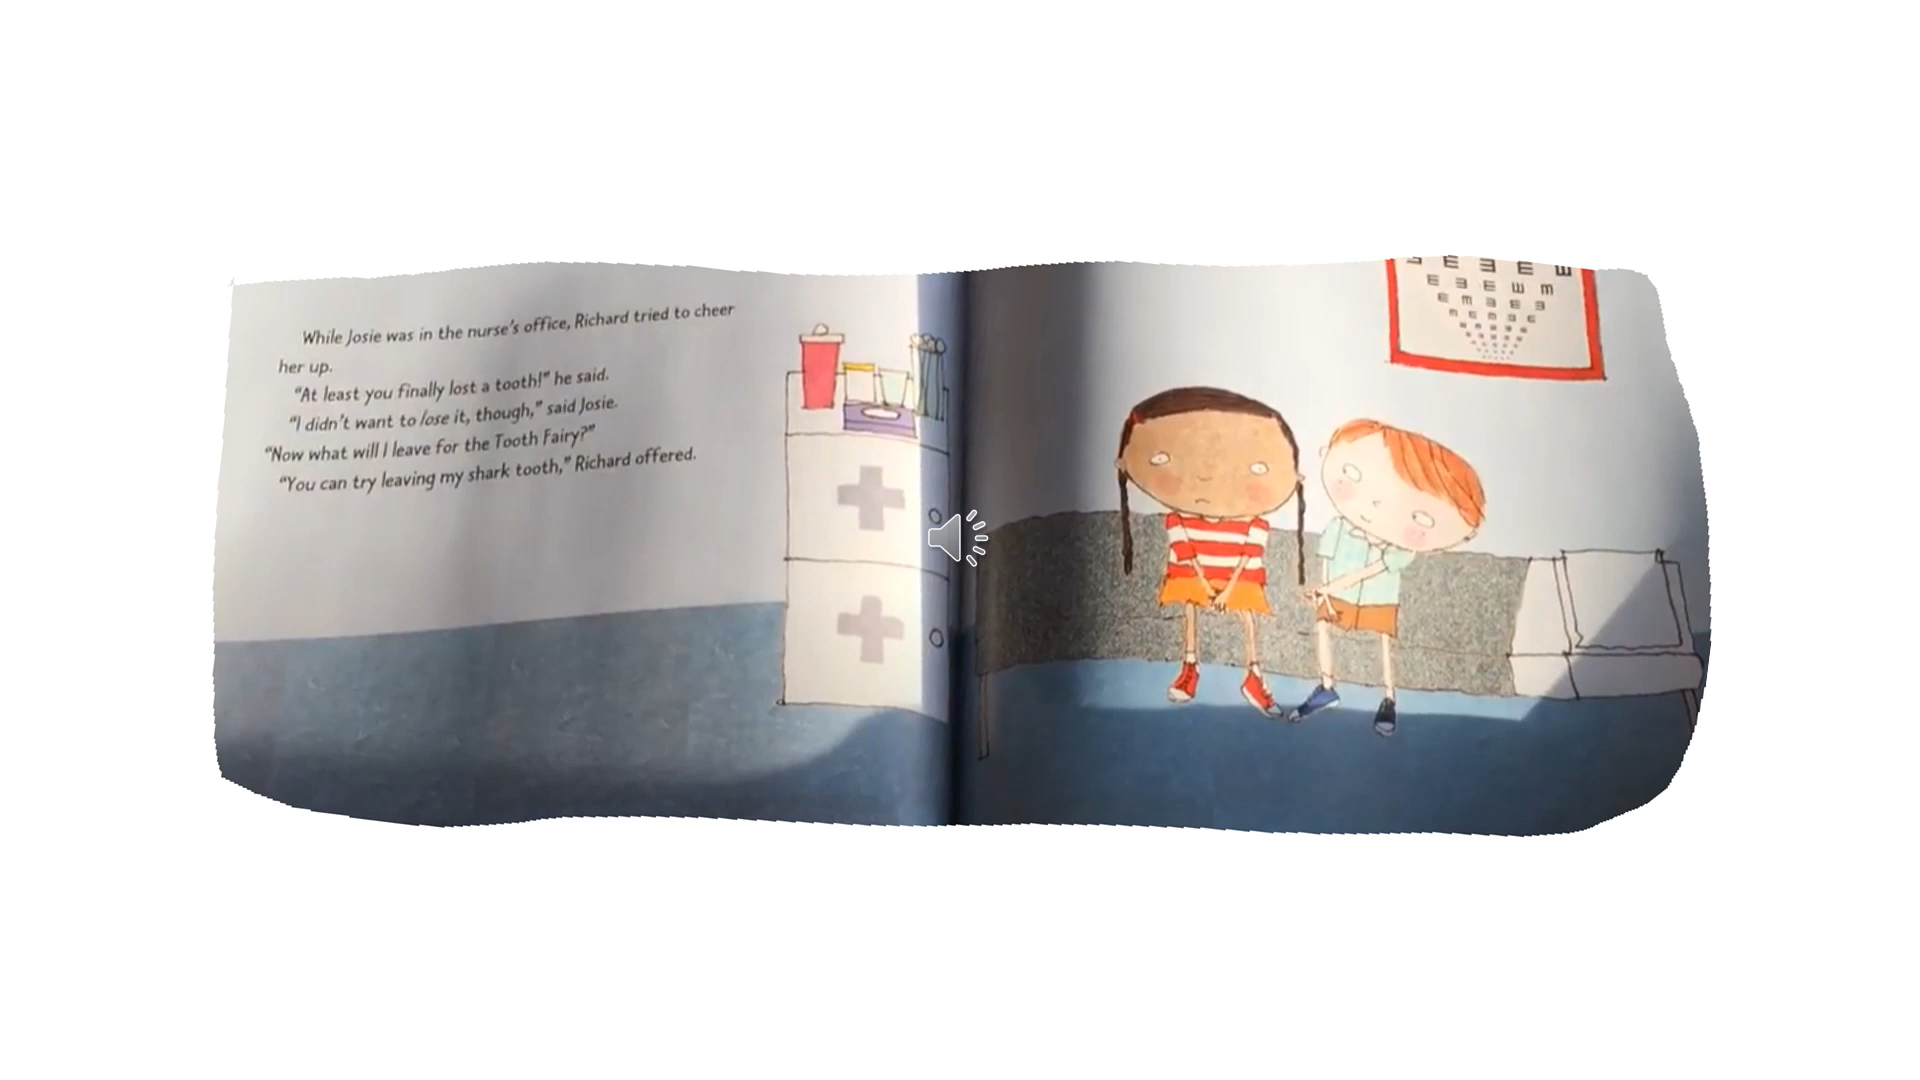 While Josie was in the nurse's office, Richard tried to cheer
her up.
"At least you finally lost a tooth!" he said.
"I didn't want to lose it, though," said Josie.
"Now what will I leave for the Tooth Fairy?"
"You can try leaving my shark tooth," Richard offered.